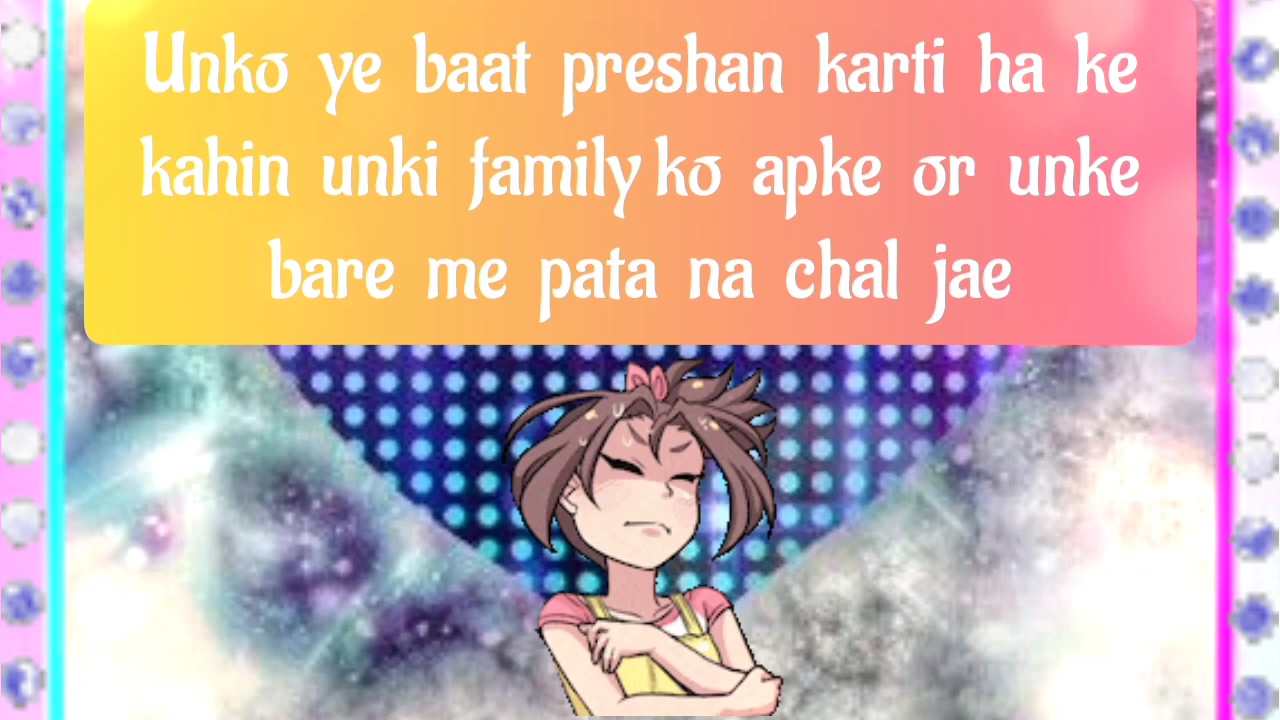 Unko ye baat preshan karti ha ke
kahin unki family ko apke or unke
bare me pata na chal jae